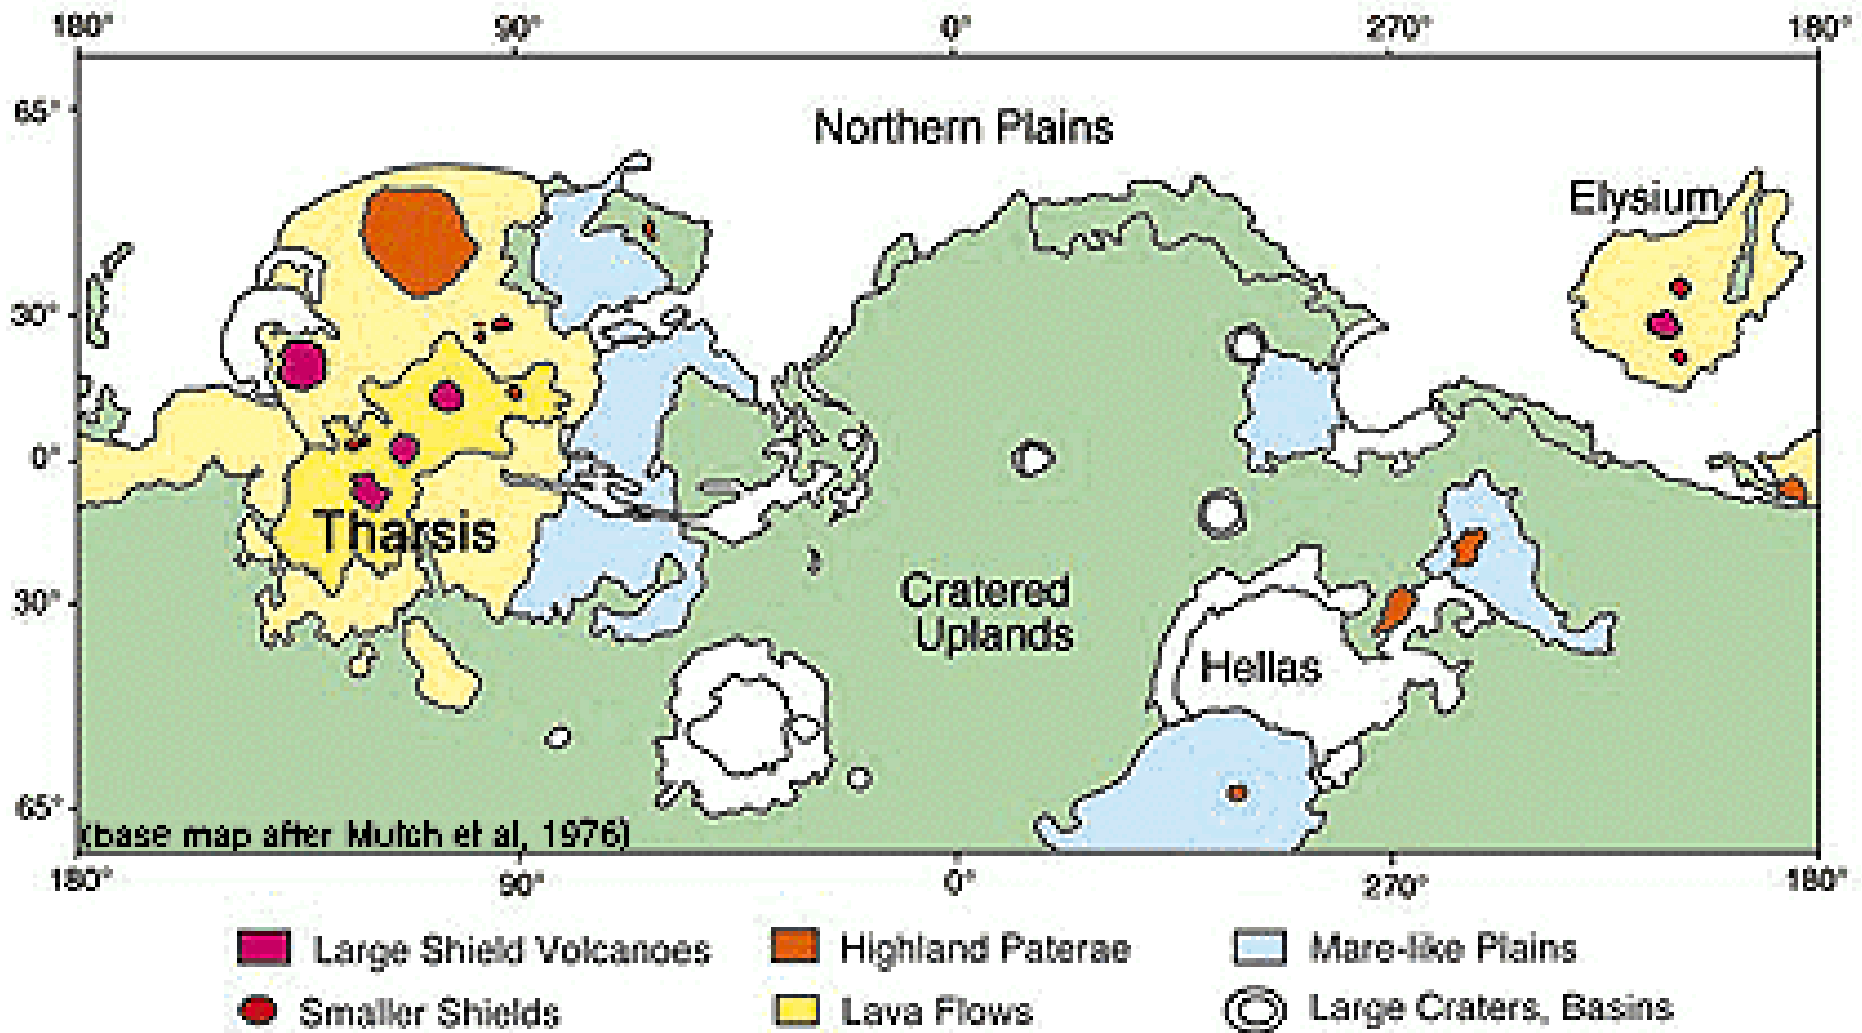 180° 90° 0° 270° 180°
65°
Northern Plains
Elysium
30°
0°
Tharsis
Cratered
Uplands
30°
Hellas
65°
(base map after Mutch et al, 1976)
180° 90° 0° 270° 180°
Large Shield Volcanoes Highland Paterae Mare-like Plains
Smaller Shields Lava Flows Large Craters, Basins